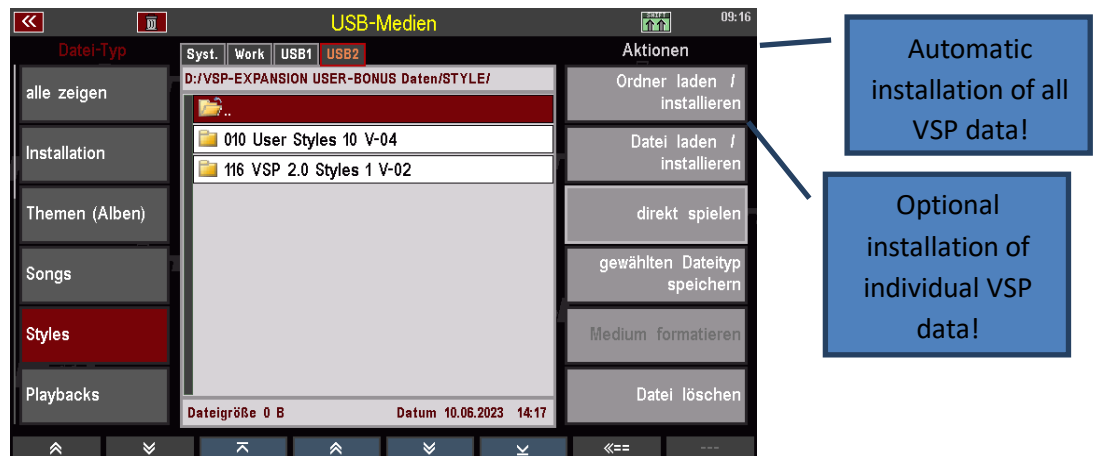 USB-Medien
SHIFT
09:16
Datei-Typ
Syst. Work USB1 USB2
Aktionen
D:/VSP-EXPANSION USER-BONUS Daten/STYLE/
alle zeigen
Installation
Themen (Alben)
Songs
Styles
Playbacks
..
010 User Styles 10 V-04
116 VSP 2.0 Styles 1 V-02
Dateigröße 0 B
Datum 10.06.2023 14:17
Ordner laden /
installieren
Datei laden /
installieren
direkt spielen
gewählten Dateityp
speichern
Medium formatieren
Datei löschen
«==
---
Automatic
installation of all
VSP data!
Optional
installation of
individual VSP
data!